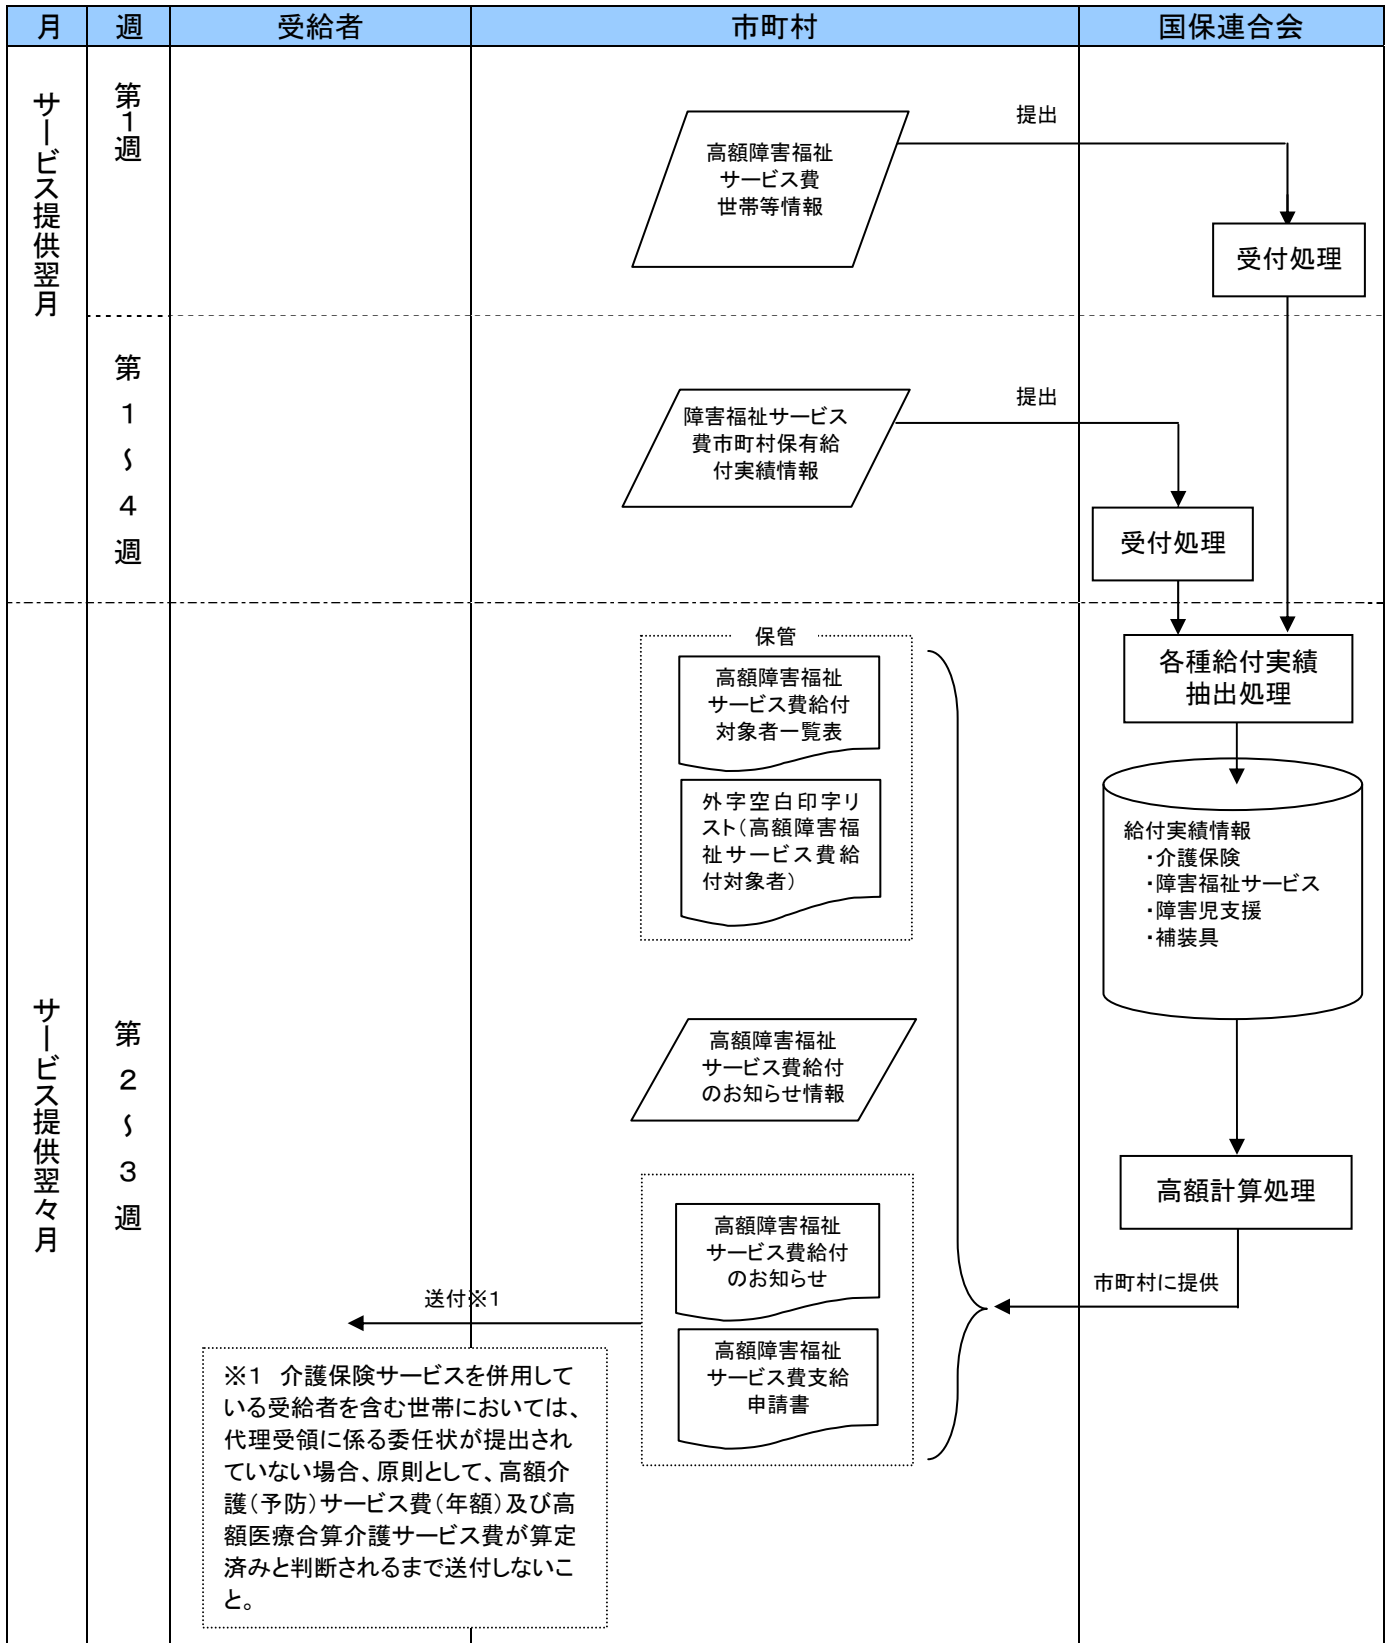 月 週 受給者 市町村 国保連合会
サービス提供翌月
第1週
高額障害福祉
サービス費
世帯等情報
提出
受付処理
第
1
~
4
週
障害福祉サービス
費市町村保有給
付実績情報
提出
受付処理
サービス提供翌々月
第
2
~
3
週
保管
高額障害福祉
サービス費給付
対象者一覧表
外字空白印字リ
スト(高額障害福
祉サービス費給
付対象者)
各種給付実績
抽出処理
給付実績情報
・介護保険
・障害福祉サービス
・障害児支援
・補装具
高額障害福祉
サービス費給付
のお知らせ情報
高額計算処理
市町村に提供
高額障害福祉
サービス費給付
のお知らせ
送付※1
高額障害福祉
サービス費支給
申請書
※1 介護保険サービスを併用して
いる受給者を含む世帯においては、
代理受領に係る委任状が提出され
ていない場合、原則として、高額介
護(予防)サービス費(年額)及び高
額医療合算介護サービス費が算定
済みと判断されるまで送付しないこ
と。